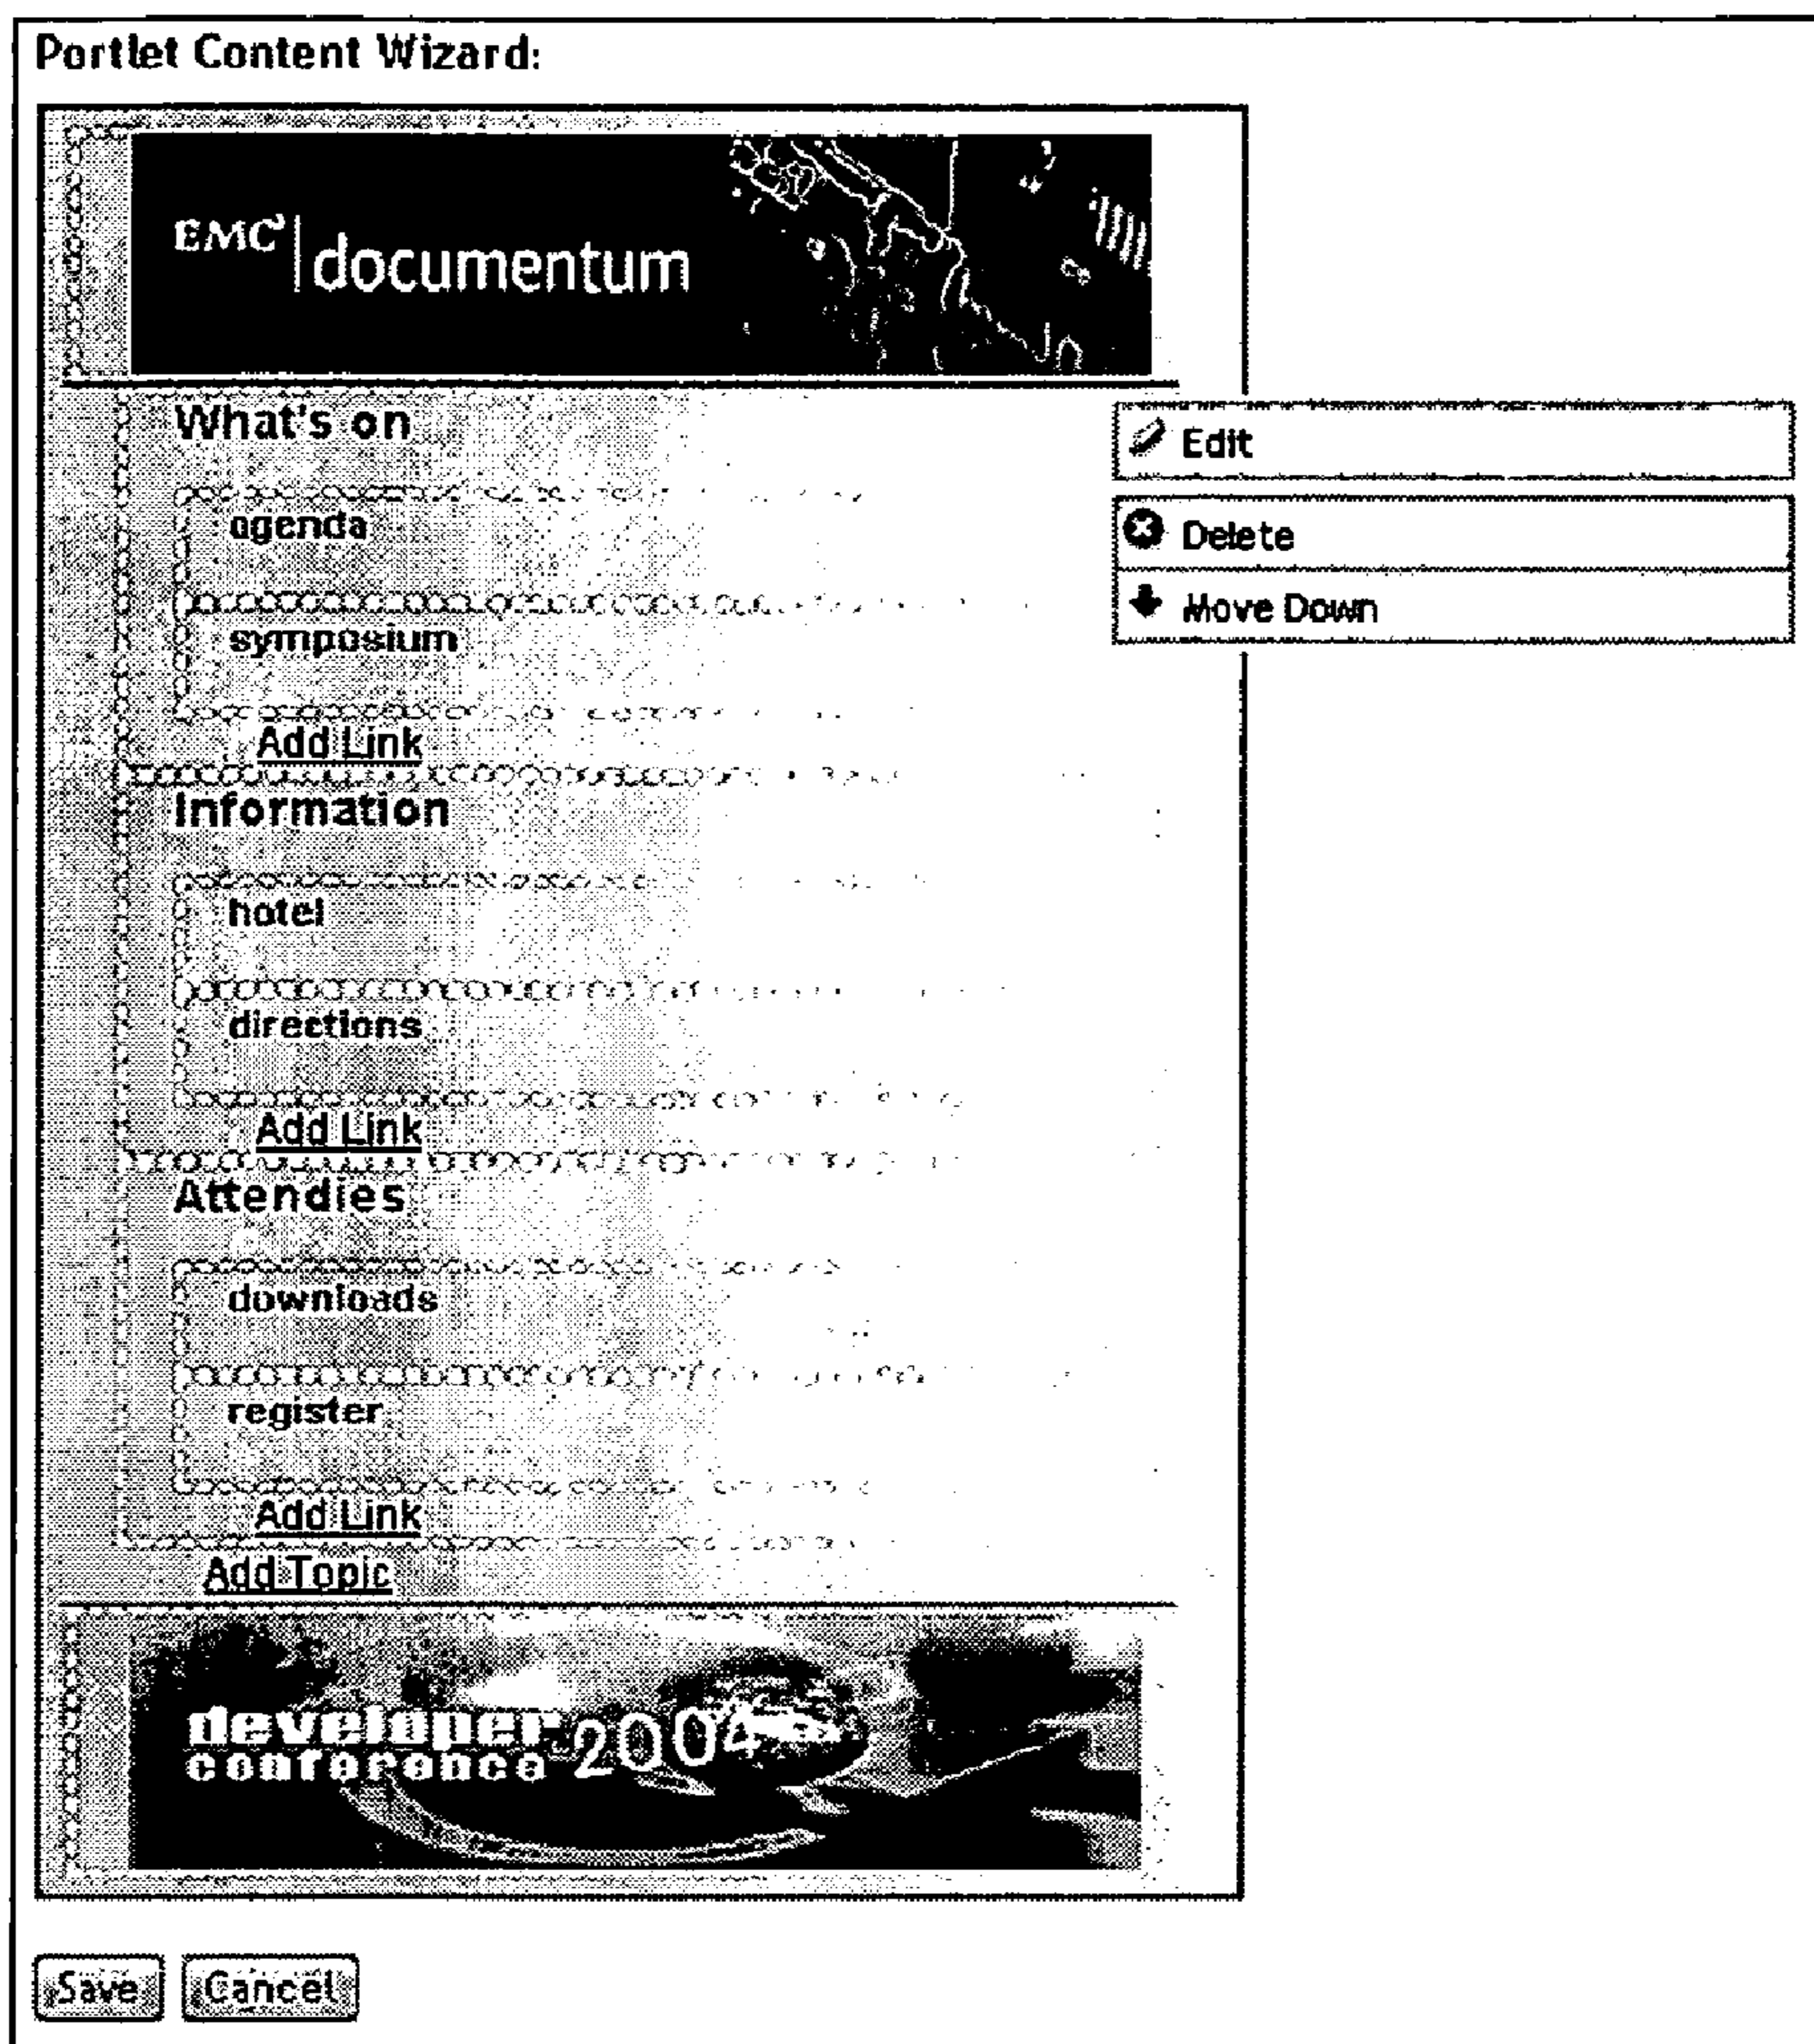 Portlet Content Wizard:
EMC² documentum
What's on
Edit
agenda
Delete
Move Down
symposium
Add Link
Information
hotel
directions
Add Link
Attendies
downloads
register
Add Link
Add Topic
developer
conference 2004
Save Cancel